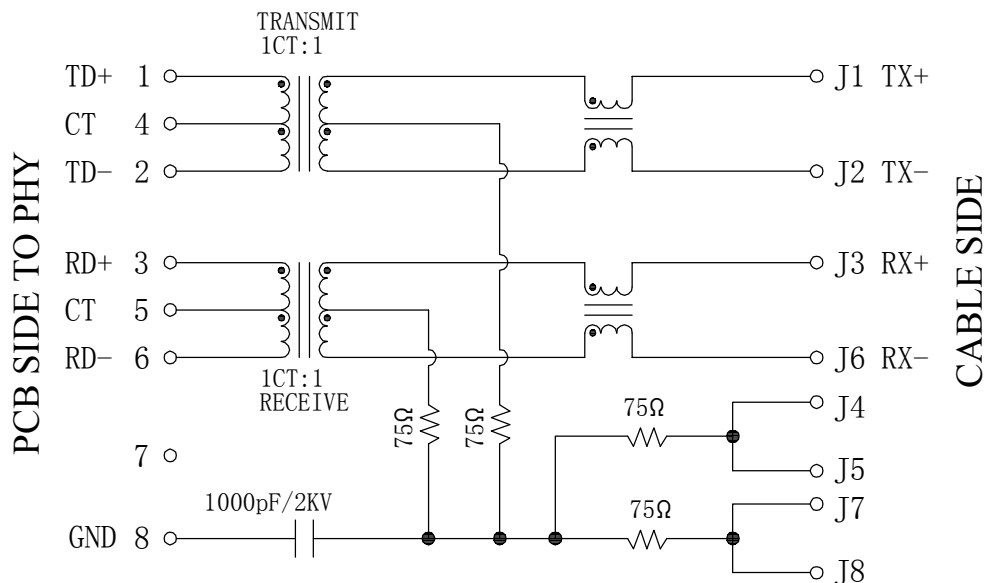 TRANSMIT
1CT:1
TD+ 1
J1 TX+
CT 4
TD- 2
J2 TX-
RD+ 3
J3 RX+
CT 5
RD- 6
J6 RX-
1CT:1
RECEIVE
PCB SIDE TO PHY
CABLE SIDE
75Ω
75Ω
75Ω
J4
7
J5
1000pF/2KV
75Ω
J7
GND 8
J8